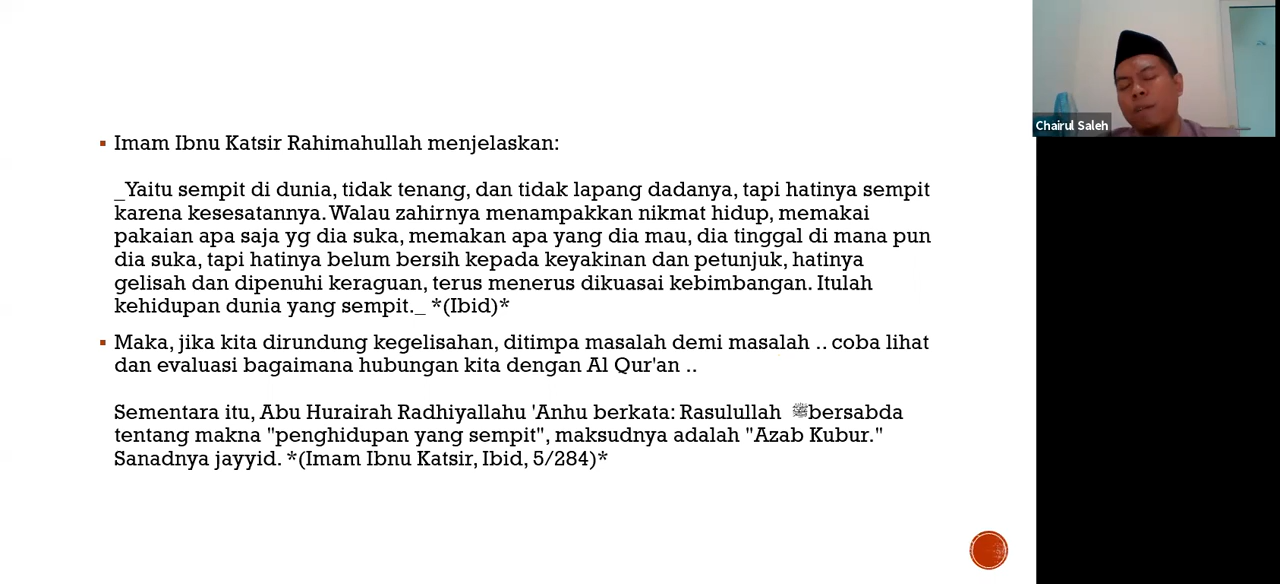 Imam Ibnu Katsir Rahimahullah menjelaskan:
_Yaitu sempit di dunia, tidak tenang, dan tidak lapang dadanya, tapi hatinya sempit
karena kesesatannya. Walau zahirnya menampakkan nikmat hidup, memakai
pakaian apa saja yg dia suka, memakan apa yang dia mau, dia tinggal di mana pun
dia suka, tapi hatinya belum bersih kepada keyakinan dan petunjuk, hatinya
gelisah dan dipenuhi keraguan, terus menerus dikuasai kebimbangan. Itulah
kehidupan dunia yang sempit._ *(Ibid)*
Maka, jika kita dirundung kegelisahan, ditimpa masalah demi masalah .. coba lihat
dan evaluasi bagaimana hubungan kita dengan Al Qur'an ..
Sementara itu, Abu Hurairah Radhiyallahu 'Anhu berkata: Rasulullah ﷺbersabda
tentang makna "penghidupan yang sempit", maksudnya adalah "Azab Kubur."
Sanadnya jayyid. *(Imam Ibnu Katsir, Ibid, 5/284)*
Chairul Saleh